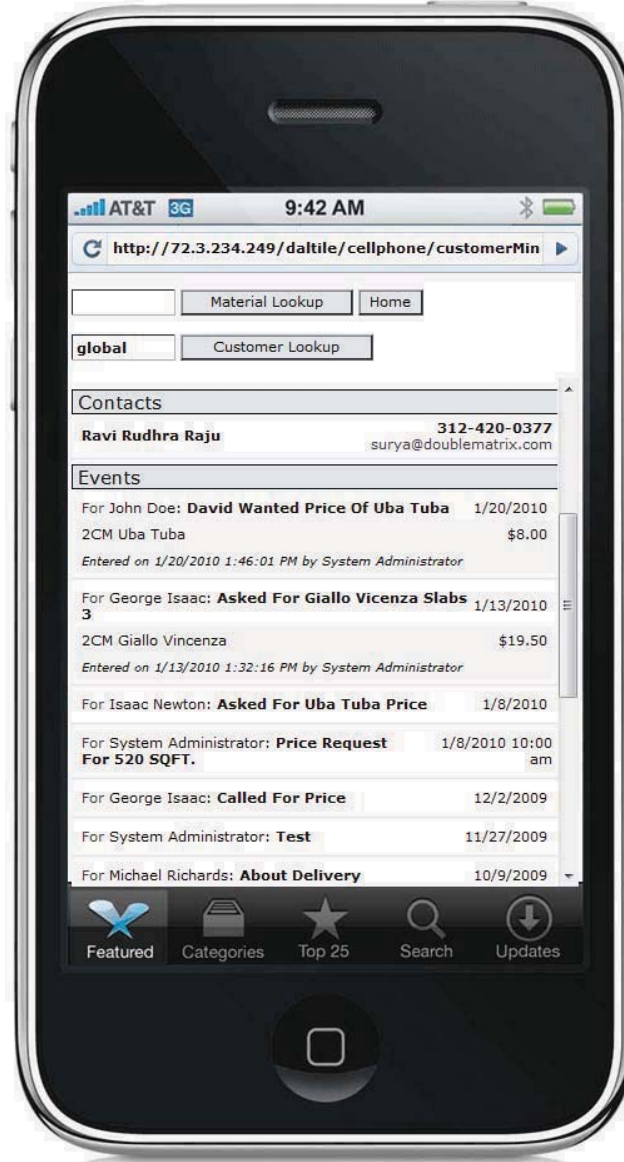 AT&T 3G 9:42 AM
http://72.3.234.249/daltile/cellphone/customerMin
Material Lookup Home
global Customer Lookup
Contacts
Ravi Rudhra Raju 312-420-0377
surya@doublematrix.com
Events
For John Doe: David Wanted Price Of Uba Tuba 1/20/2010
2CM Uba Tuba $8.00
Entered on 1/20/2010 1:46:01 PM by System Administrator
For George Isaac: Asked For Giallo Vicenza Slabs 1/13/2010
3
2CM Giallo Vincenza $19.50
Entered on 1/13/2010 1:32:16 PM by System Administrator
For Isaac Newton: Asked For Uba Tuba Price 1/8/2010
For System Administrator: Price Request 1/8/2010 10:00
For 520 SQFT. am
For George Isaac: Called For Price 12/2/2009
For System Administrator: Test 11/27/2009
For Michael Richards: About Delivery 10/9/2009
Featured Categories Top 25 Search Updates